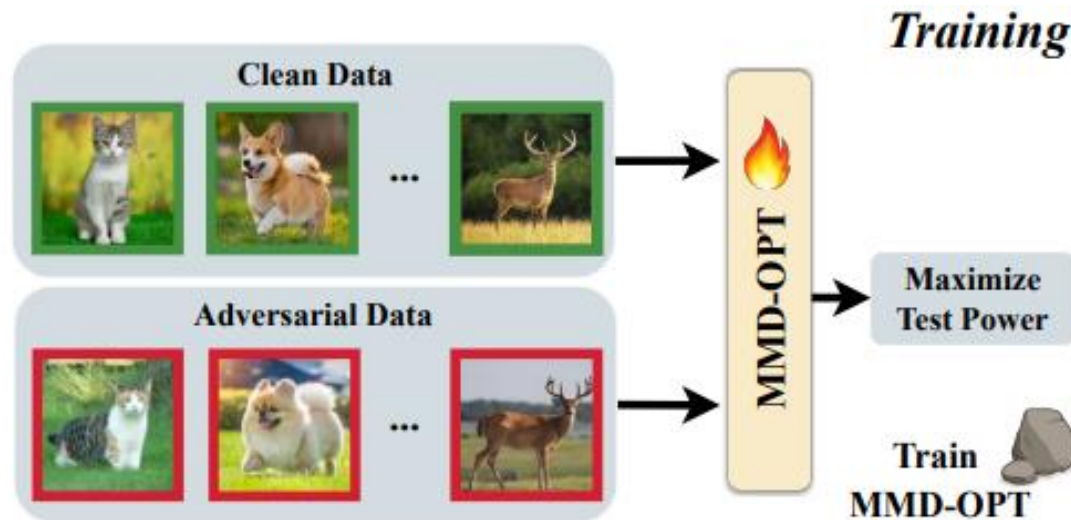 Training
Clean Data
...
Adversarial Data
...
MMD-OPT
Maximize
Test Power
Train
MMD-OPT